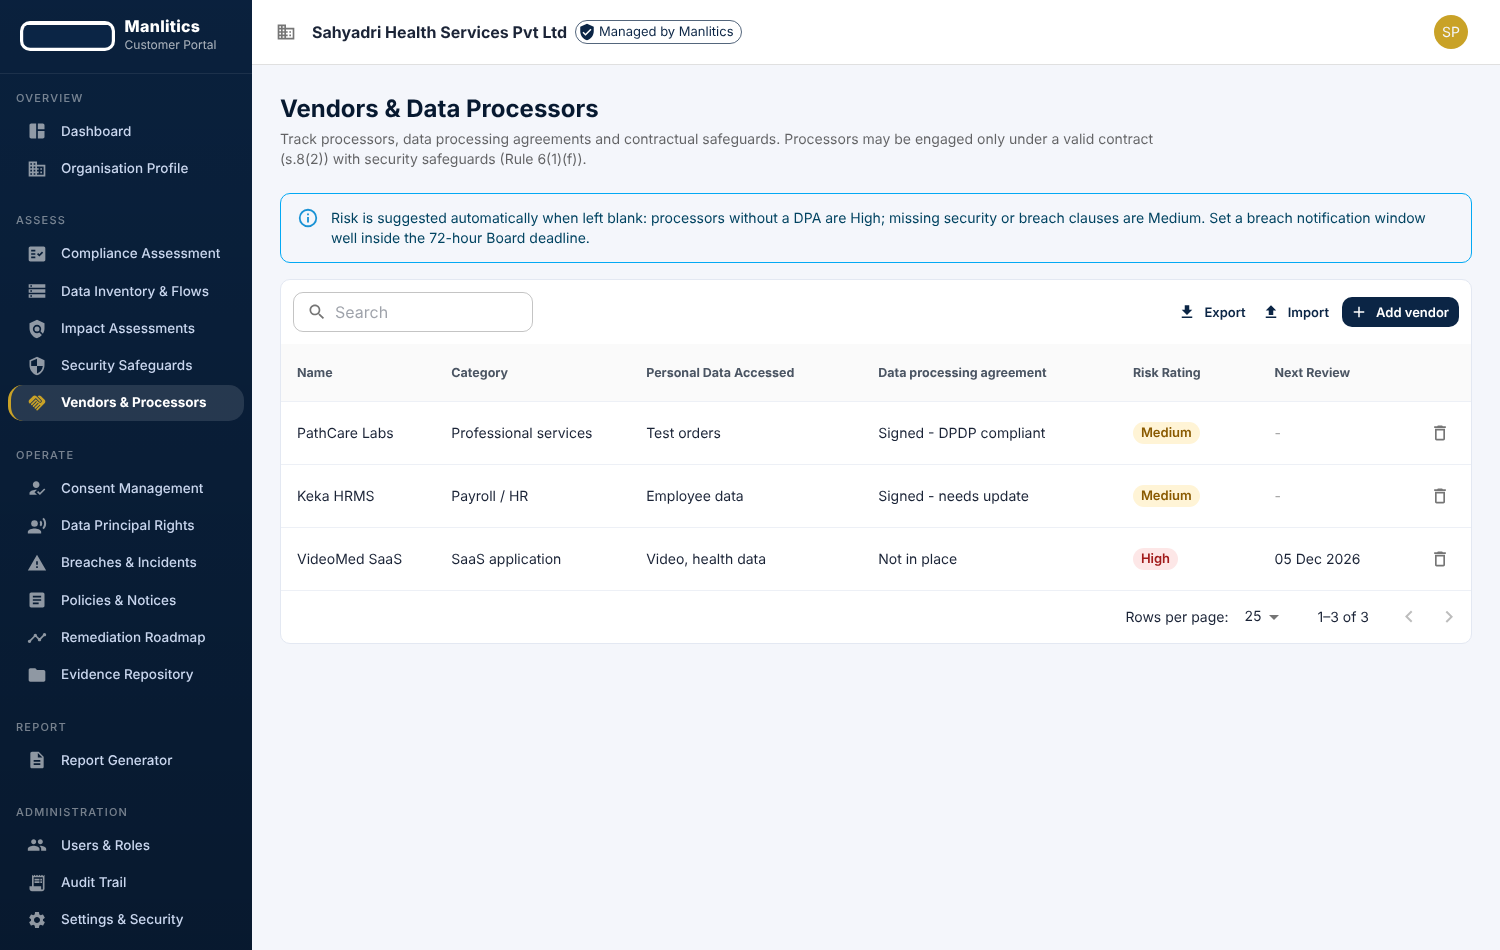 Manlitics
Customer Portal
OVERVIEW
Dashboard
Organisation Profile
ASSESS
Compliance Assessment
Data Inventory & Flows
Impact Assessments
Security Safeguards
Vendors & Processors
OPERATE
Consent Management
Data Principal Rights
Breaches & Incidents
Policies & Notices
Remediation Roadmap
Evidence Repository
REPORT
Report Generator
ADMINISTRATION
Users & Roles
Audit Trail
Settings & Security
Sahyadri Health Services Pvt Ltd Managed by Manlitics SP
Vendors & Data Processors
Track processors, data processing agreements and contractual safeguards. Processors may be engaged only under a valid contract
(s.8(2)) with security safeguards (Rule 6(1)(f)).
Risk is suggested automatically when left blank: processors without a DPA are High; missing security or breach clauses are Medium. Set a breach notification window
well inside the 72-hour Board deadline.
Search Export Import + Add vendor
Name Category Personal Data Accessed Data processing agreement Risk Rating Next Review
PathCare Labs Professional services Test orders Signed - DPDP compliant Medium -
Keka HRMS Payroll / HR Employee data Signed - needs update Medium -
VideoMed SaaS SaaS application Video, health data Not in place High 05 Dec 2026
Rows per page: 25 1–3 of 3